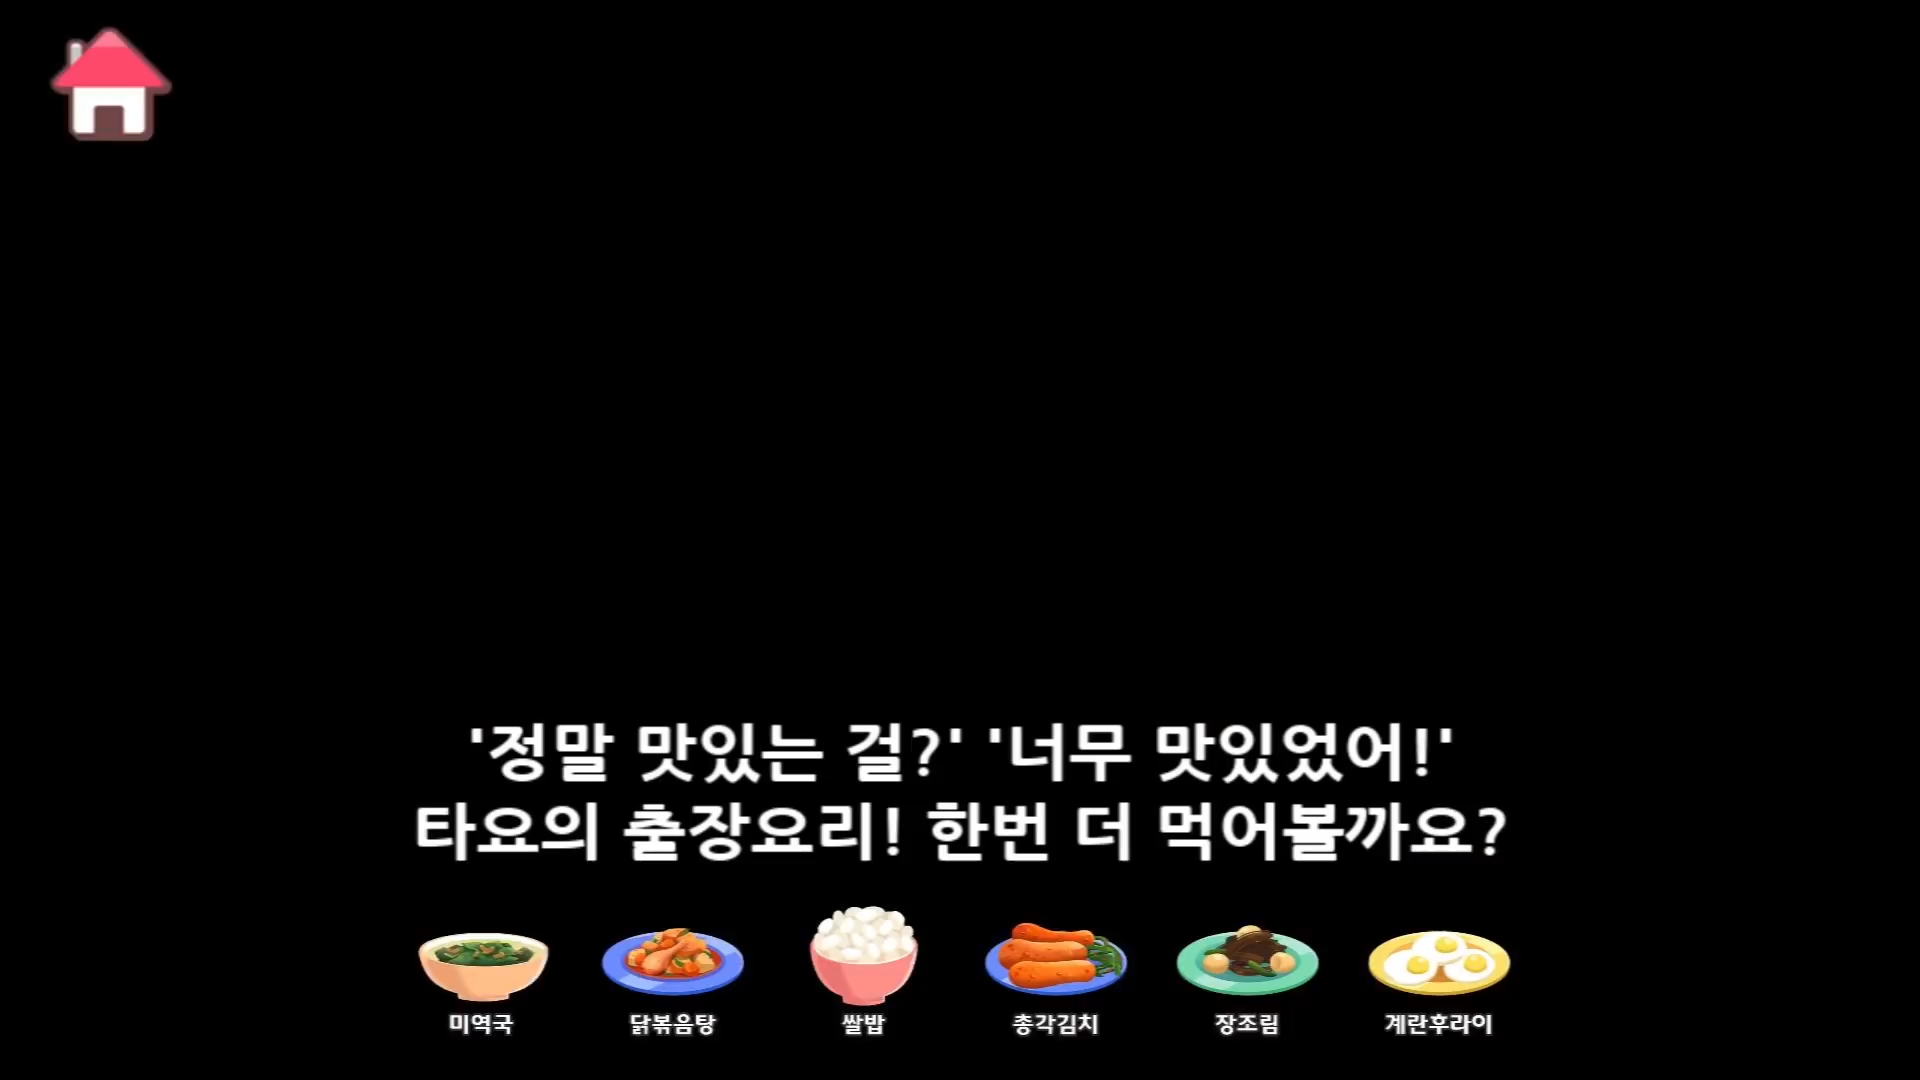 '정말 맛있는 걸?' '너무 맛있었어!'
타요의 출장요리! 한번 더 먹어볼까요?
미역국 닭볶음탕 쌀밥 총각김치 장조림 계란후라이